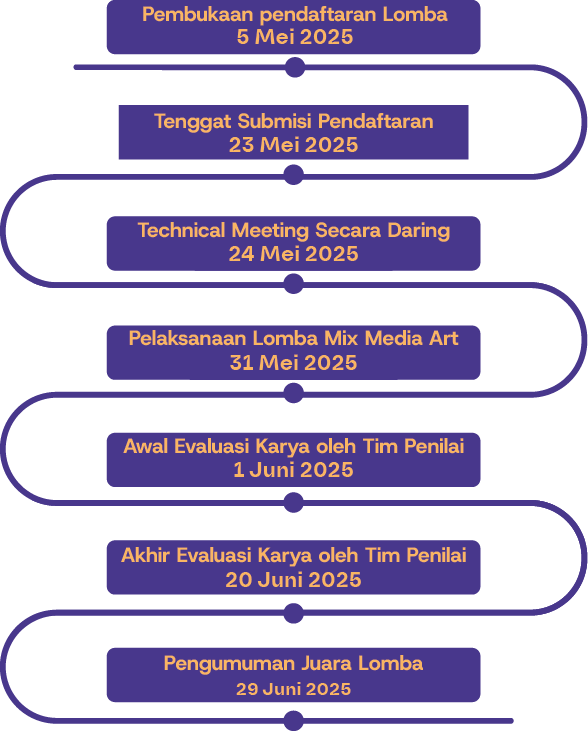 Pembukaan pendaftaran Lomba
5 Mei 2025
Tenggat Submisi Pendaftaran
23 Mei 2025
Technical Meeting Secara Daring
24 Mei 2025
Pelaksanaan Lomba Mix Media Art
31 Mei 2025
Awal Evaluasi Karya oleh Tim Penilai
1 Juni 2025
Akhir Evaluasi Karya oleh Tim Penilai
20 Juni 2025
Pengumuman Juara Lomba
29 Juni 2025